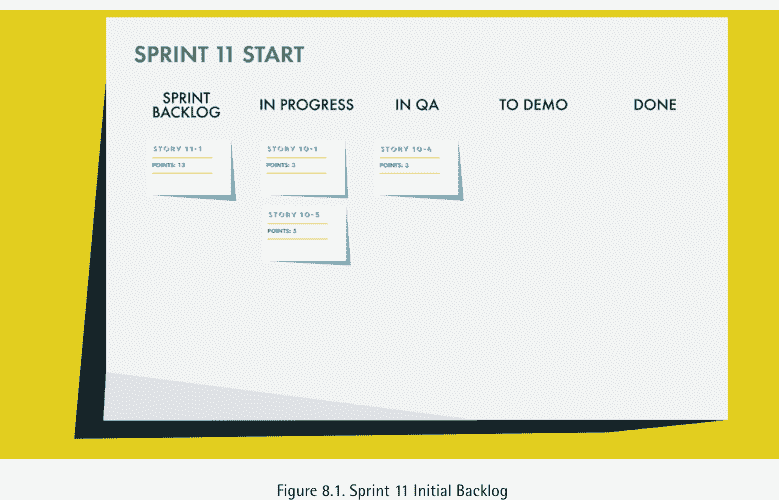 SPRINT 11 START
SPRINT
BACKLOG
IN PROGRESS
IN QA
TO DEMO
DONE
STORY 11-1
POINTS: 13
STORY 10-1
POINTS: 3
STORY 10-4
POINTS: 3
STORY 10-5
POINTS: 5
Figure 8.1. Sprint 11 Initial Backlog